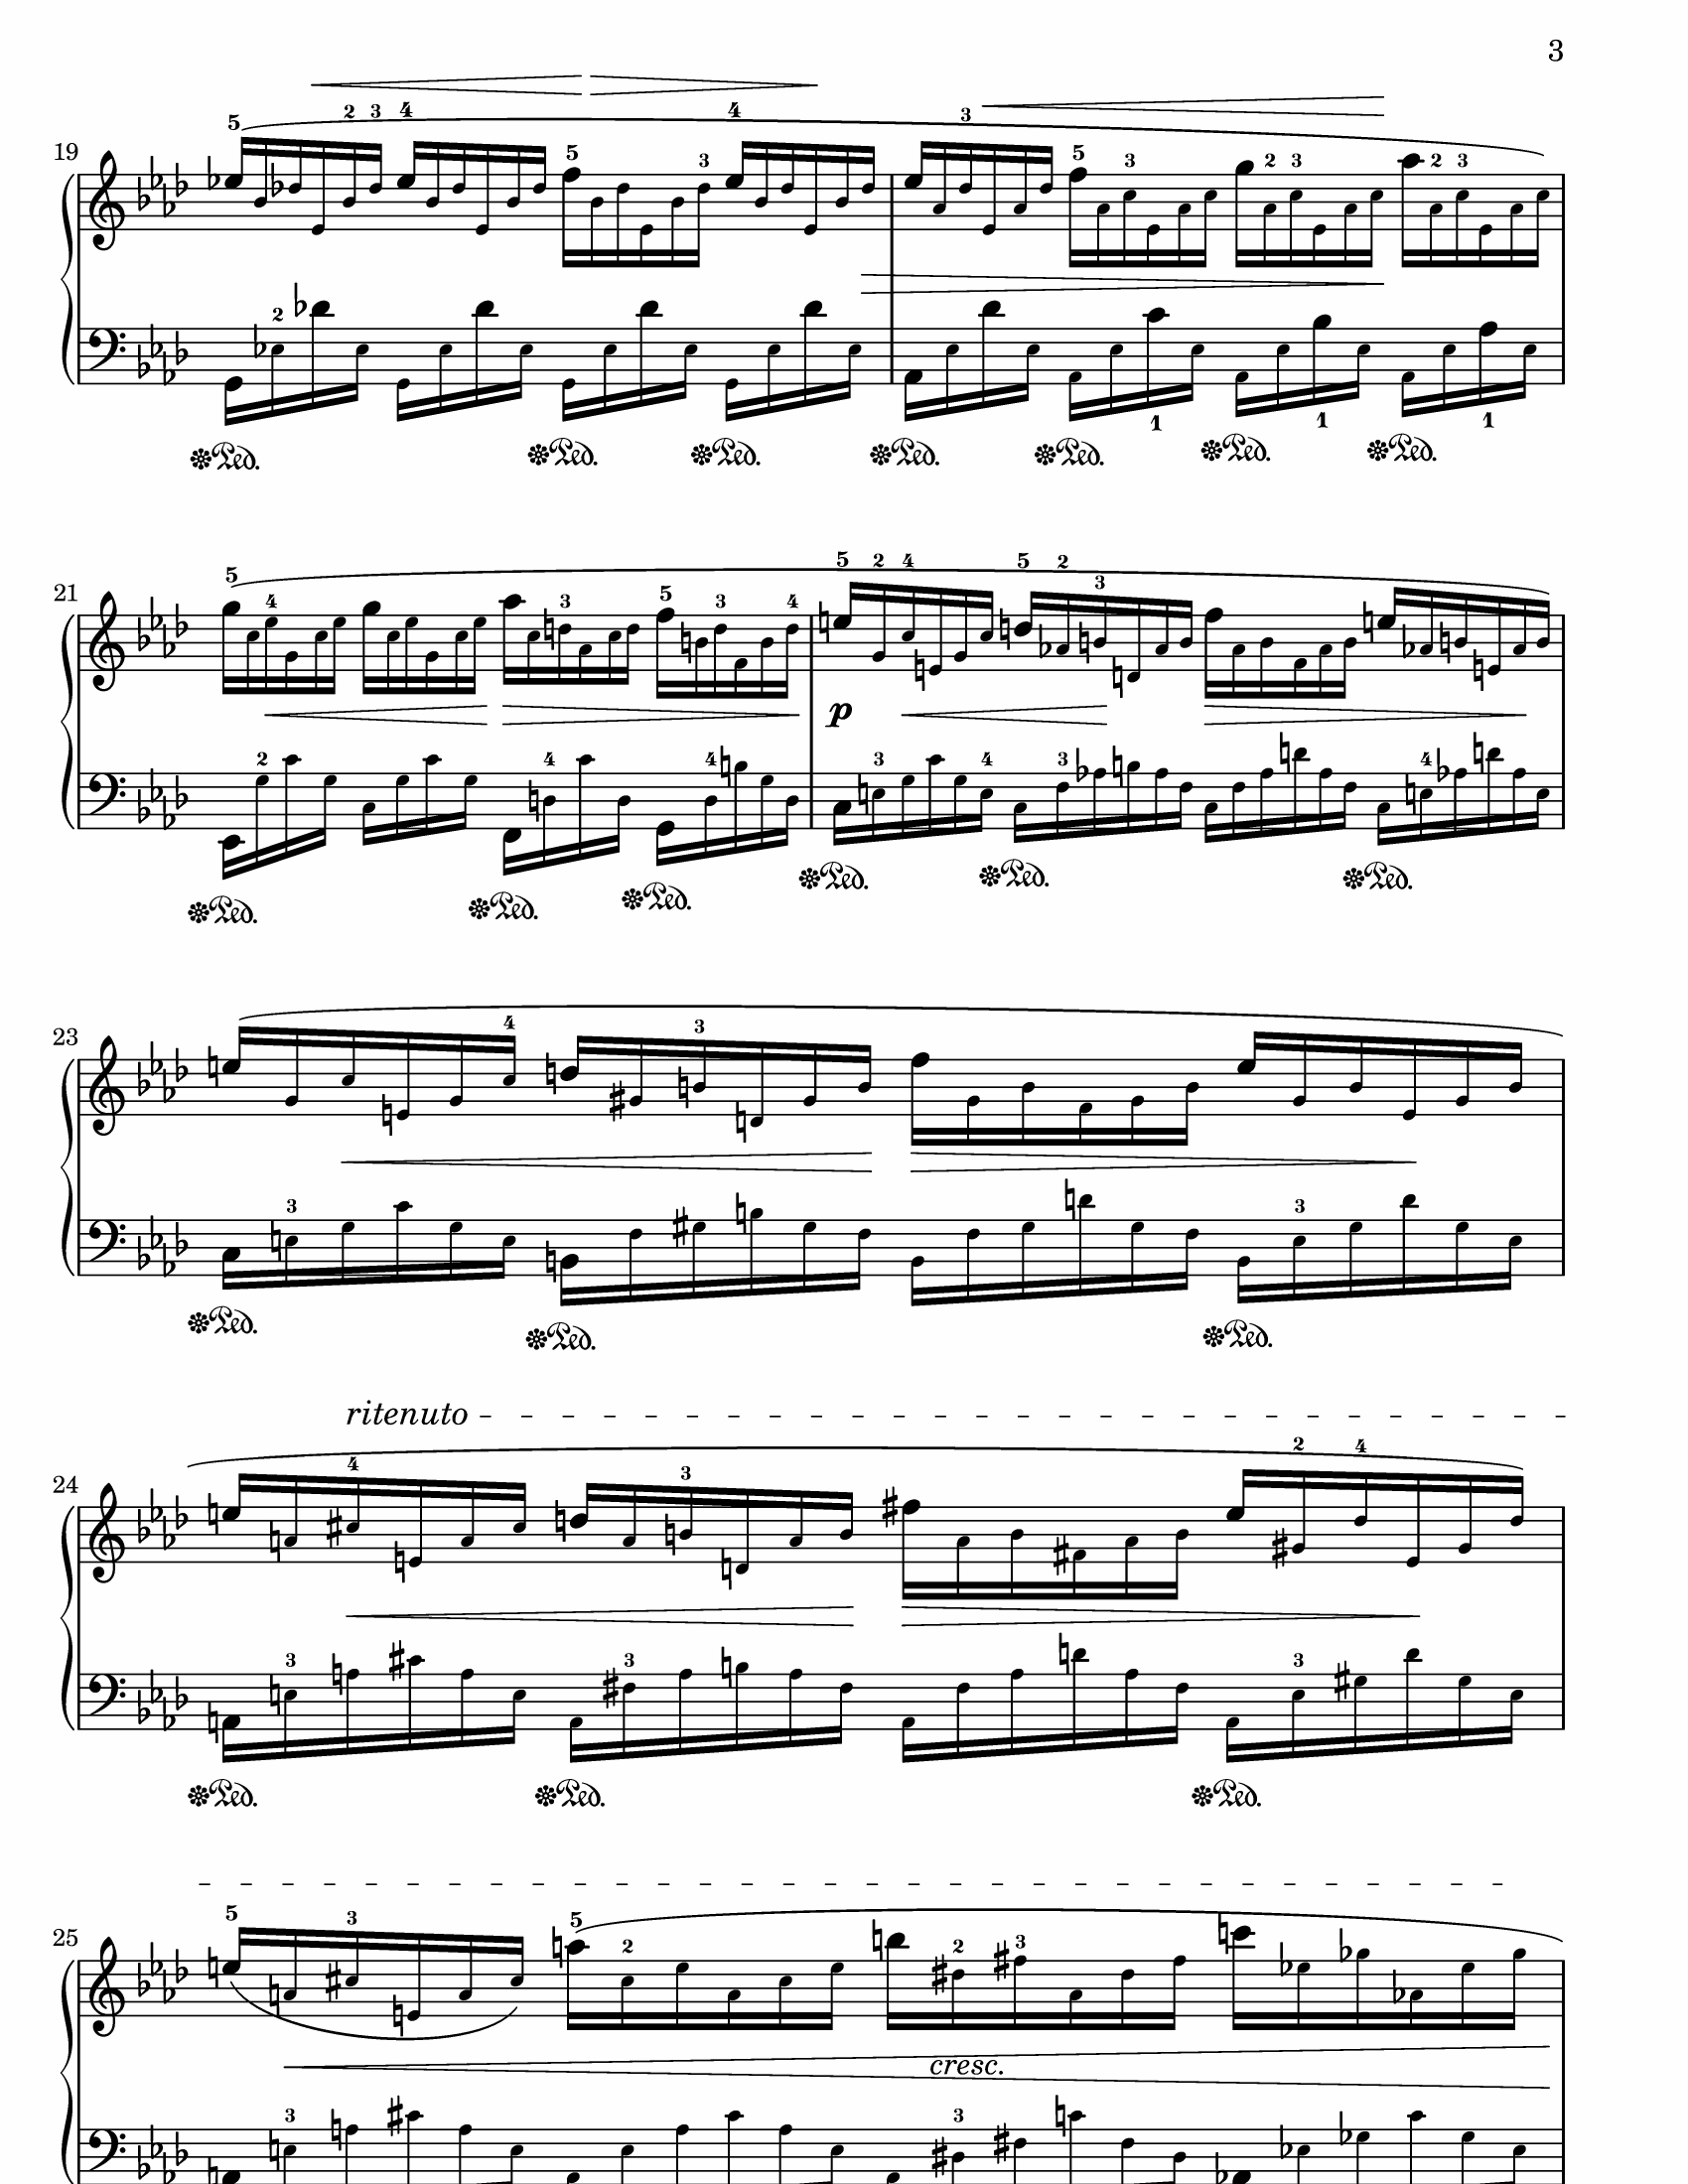 3
19
5 2 3 4 5 3 4 3 5 3 2 3 2 3
2 1 1 1
Ped. Ped. Ped. Ped. Ped. Ped. Ped.
21
5 4 3 5 3 4 5 2 4 5 2 3
p
2 4 4 3 4 3 4
Ped. Ped. Ped. Ped. Ped. Ped.
23
4 3
3 3
Ped. Ped. Ped.
ritenuto
24
4 3 2 4
3 3 3
Ped. Ped. Ped.
25
5 3 5 2 2 3
cresc.
3 3